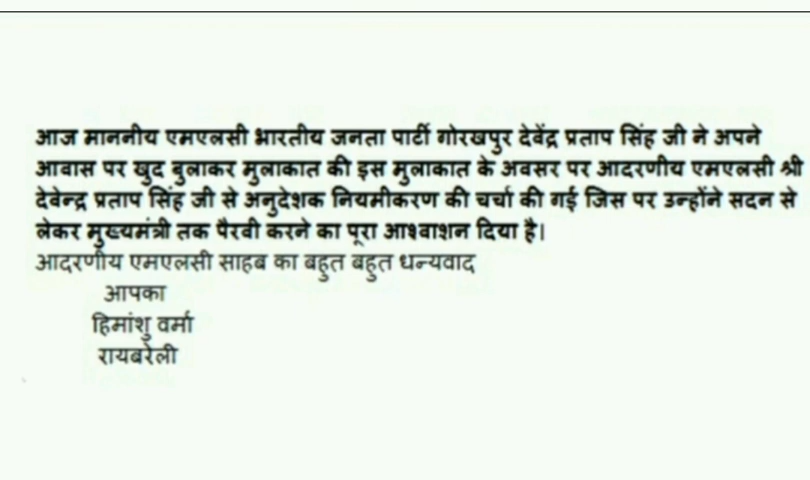 आज माननीय एमएलसी भारतीय जनता पार्टी गोरखपुर देवेंद्र प्रताप सिंह जी ने अपने
आवास पर खुद बुलाकर मुलाकात की इस मुलाकात के अवसर पर आदरणीय एमएलसी श्री
देवेन्द्र प्रताप सिंह जी से अनुदेशक नियमीकरण की चर्चा की गई जिस पर उन्होंने सदन से
लेकर मुख्यमंत्री तक पैरवी करने का पूरा आश्वाशन दिया है।
आदरणीय एमएलसी साहब का बहुत बहुत धन्यवाद
आपका
हिमांशु वर्मा
रायबरेली